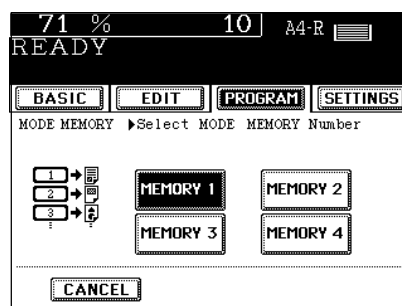 71 % 10 A4-R
READY
BASIC EDIT PROGRAM SETTINGS
MODE MEMORY ▶Select MODE MEMORY Number
1
2
3
MEMORY 1 MEMORY 2
MEMORY 3 MEMORY 4
CANCEL